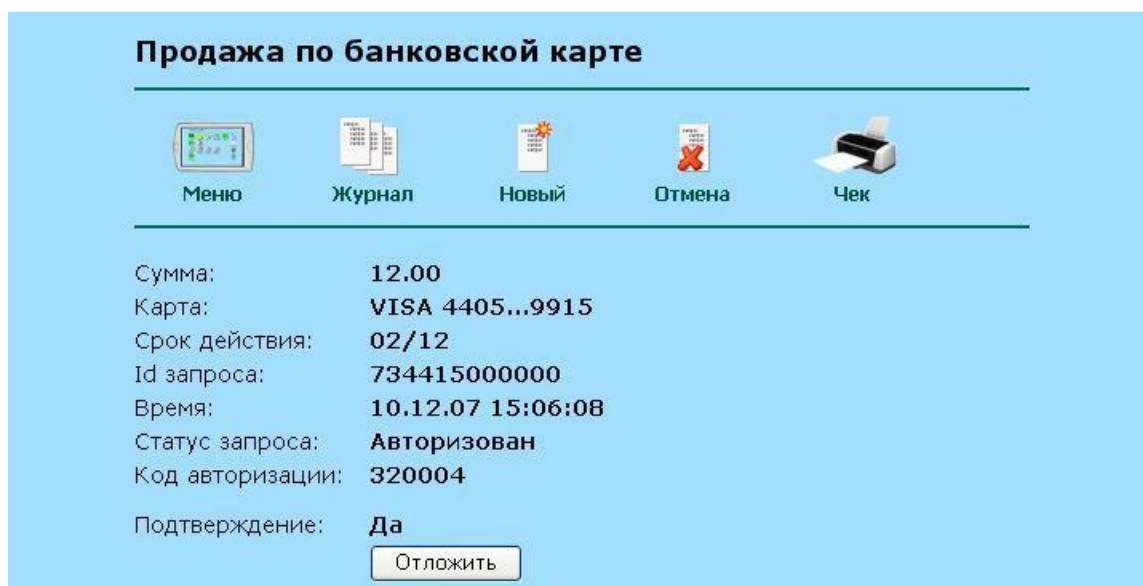 Продажа по банковской карте
Меню Журнал Новый Отмена Чек
Сумма: 12.00
Карта: VISA 4405...9915
Срок действия: 02/12
Id запроса: 734415000000
Время: 10.12.07 15:06:08
Статус запроса: Авторизован
Код авторизации: 320004
Подтверждение: Да
Отложить